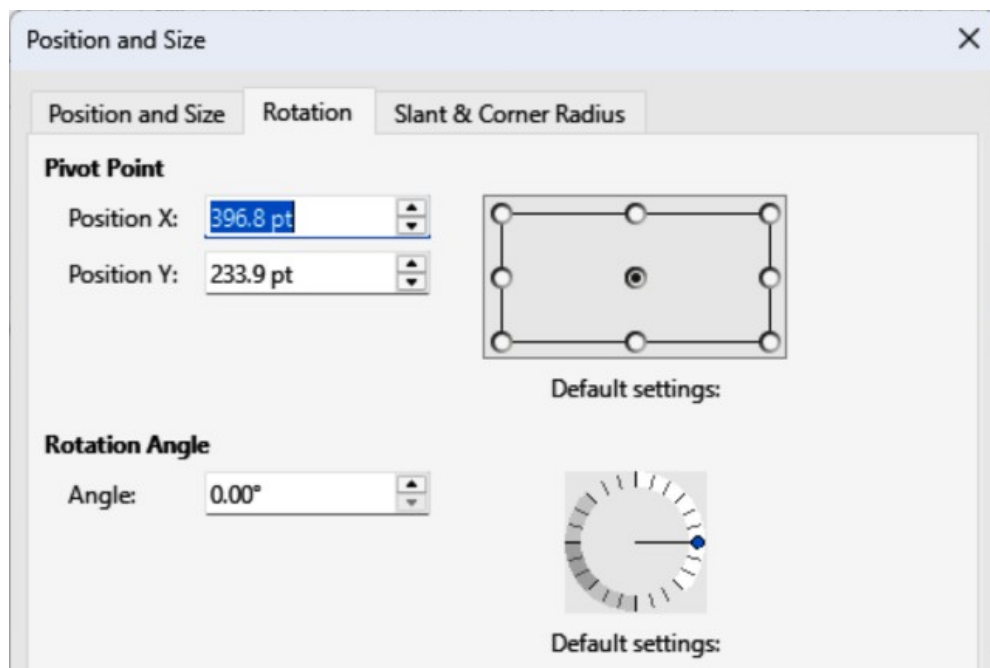 Position and Size
Position and Size Rotation Slant & Corner Radius
Pivot Point
Position X: 396.8 pt
Position Y: 233.9 pt
Default settings:
Rotation Angle
Angle: 0.00°
Default settings: